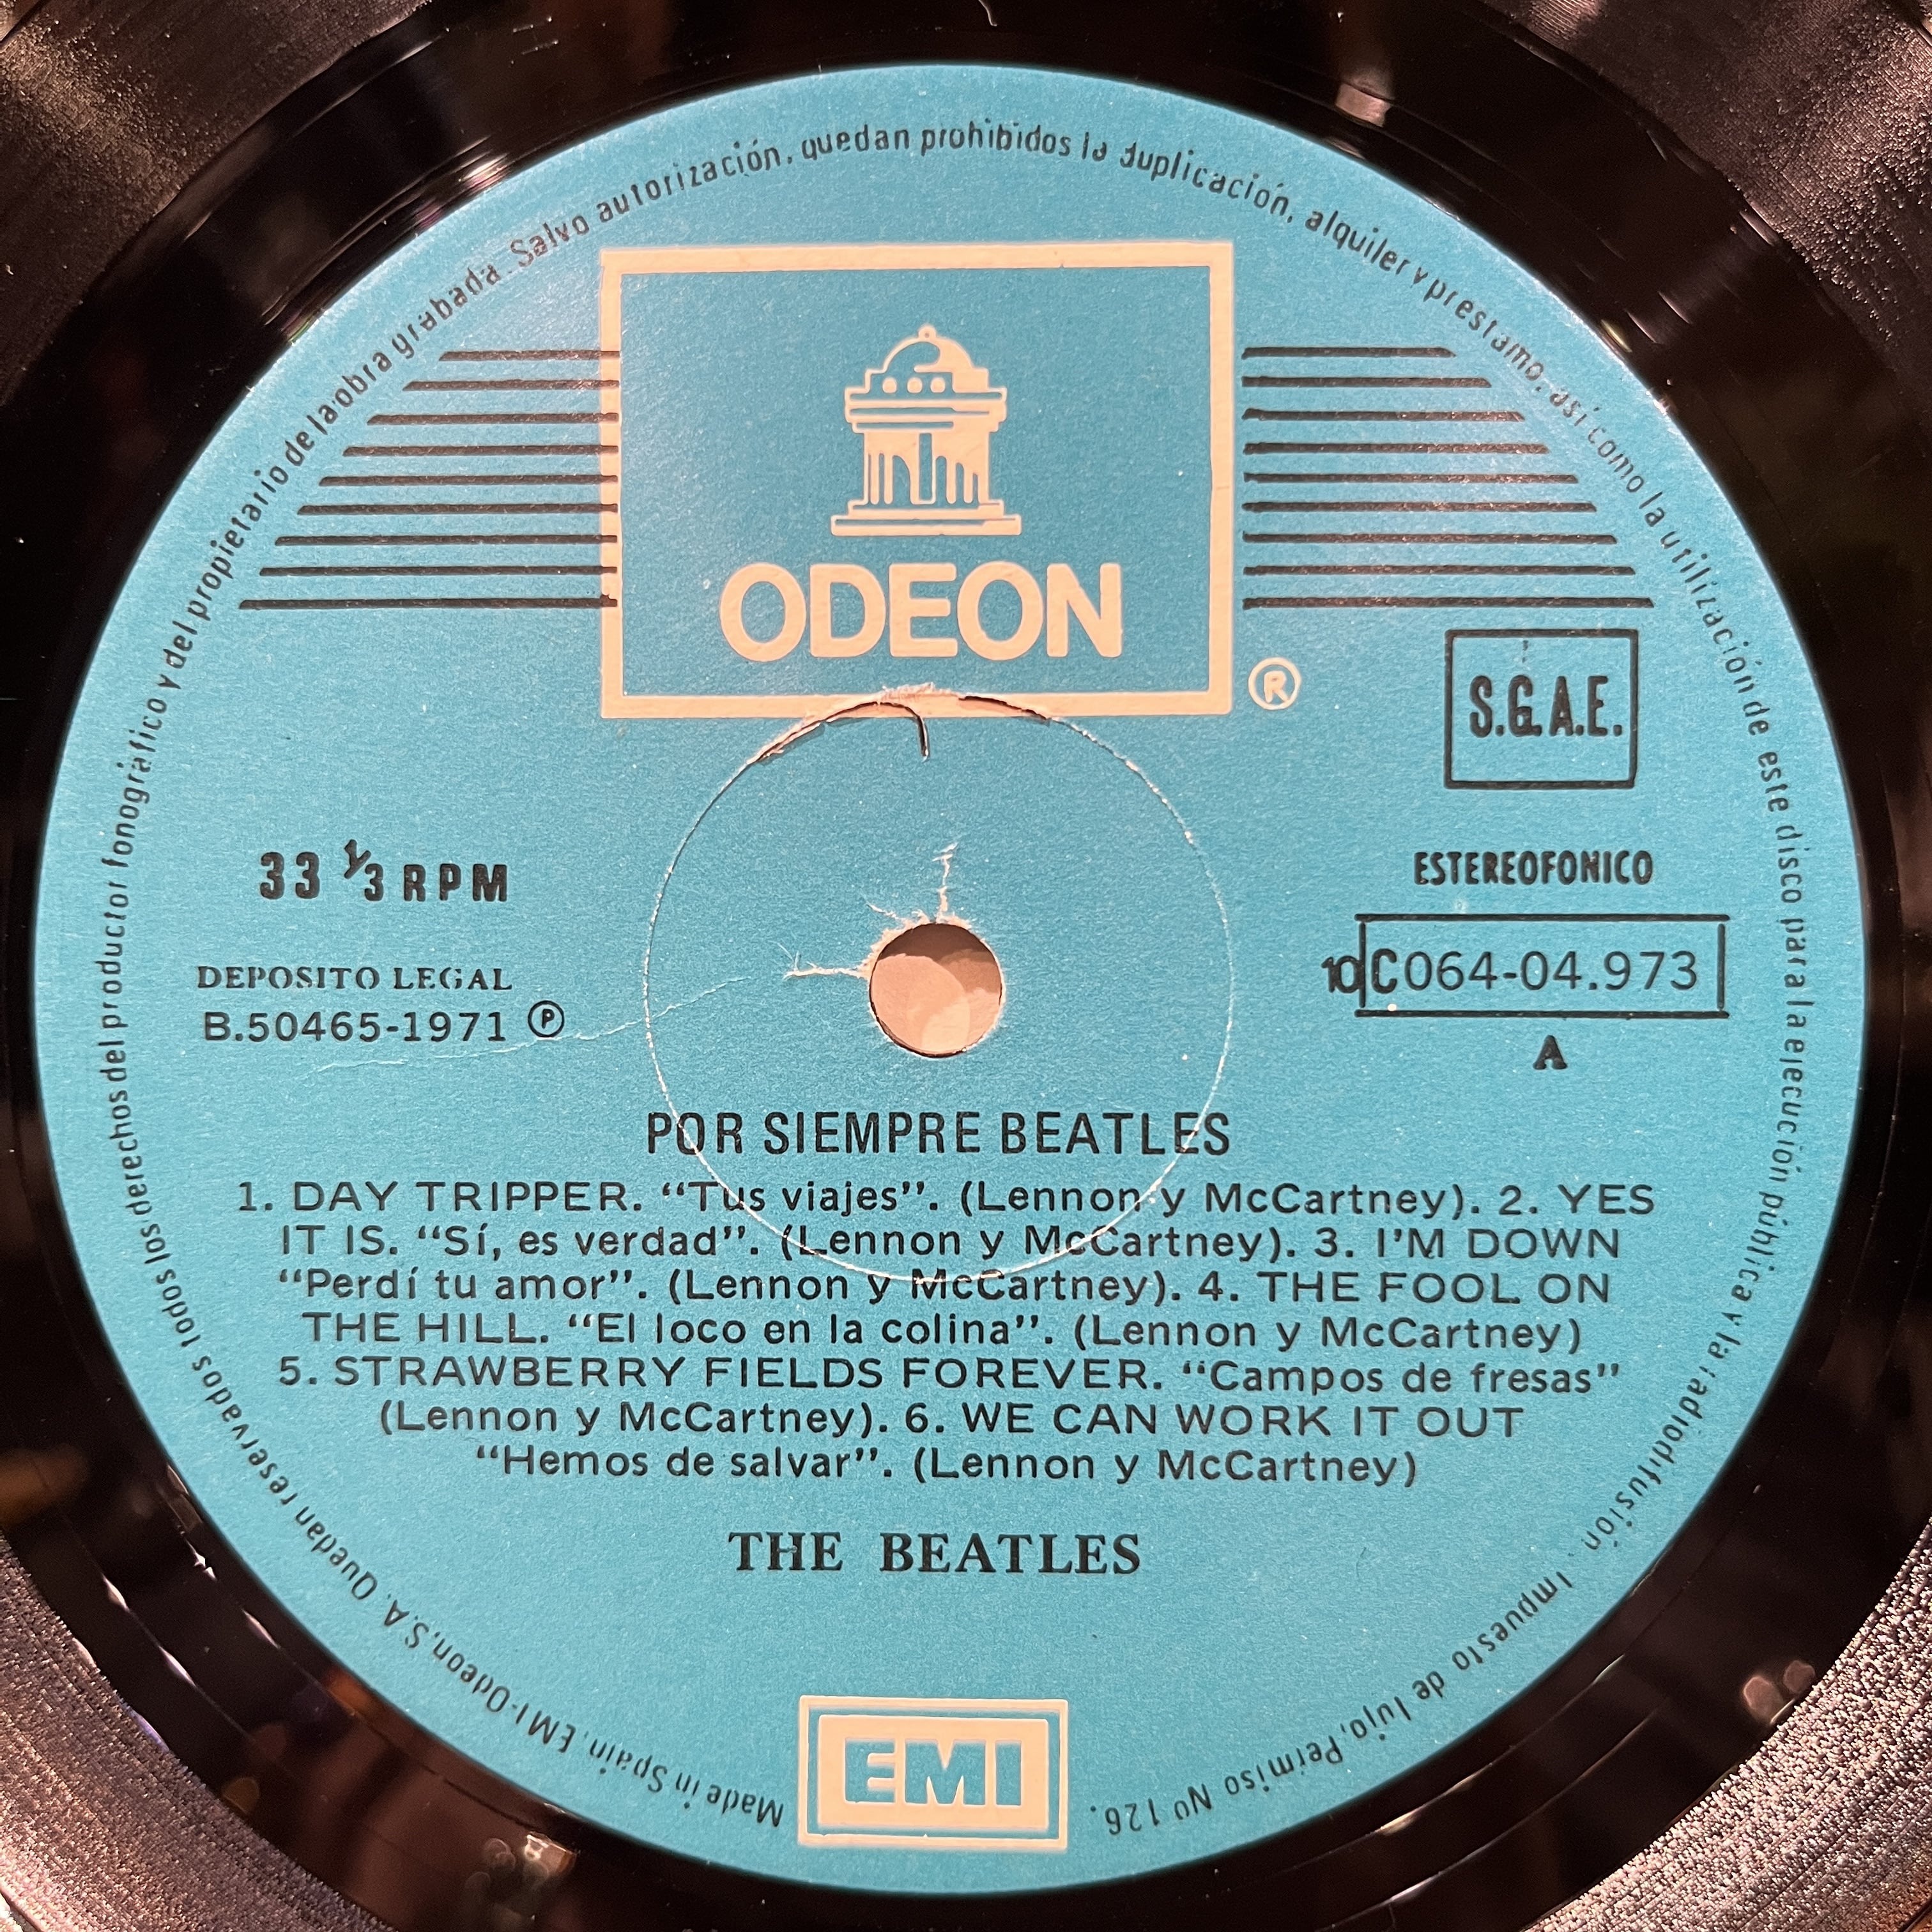 Made in Spain. EMI-Odeon, S.A. Quedan reservados todos los derechos del productor fonográfico y del propietario de la obra grabada. Salvo autorización, quedan prohibidos la duplicación, alquiler y prestamo, así como la utilización de este disco para la ejecución pública y la radiodifusión. Impuesto de lujo, Permiso Nº 126.
ODEON
®
S.G.A.E.
33 1/3 RPM
ESTEREOFONICO
DEPOSITO LEGAL
B.50465-1971 Ⓟ
10C064-04.973
A
POR SIEMPRE BEATLES
1. DAY TRIPPER. “Tus viajes”. (Lennon y McCartney). 2. YES
IT IS. “Sí, es verdad”. (Lennon y McCartney). 3. I'M DOWN
“Perdí tu amor”. (Lennon y McCartney). 4. THE FOOL ON
THE HILL. “El loco en la colina”. (Lennon y McCartney)
5. STRAWBERRY FIELDS FOREVER. “Campos de fresas”
(Lennon y McCartney). 6. WE CAN WORK IT OUT
“Hemos de salvar”. (Lennon y McCartney)
THE BEATLES
EMI